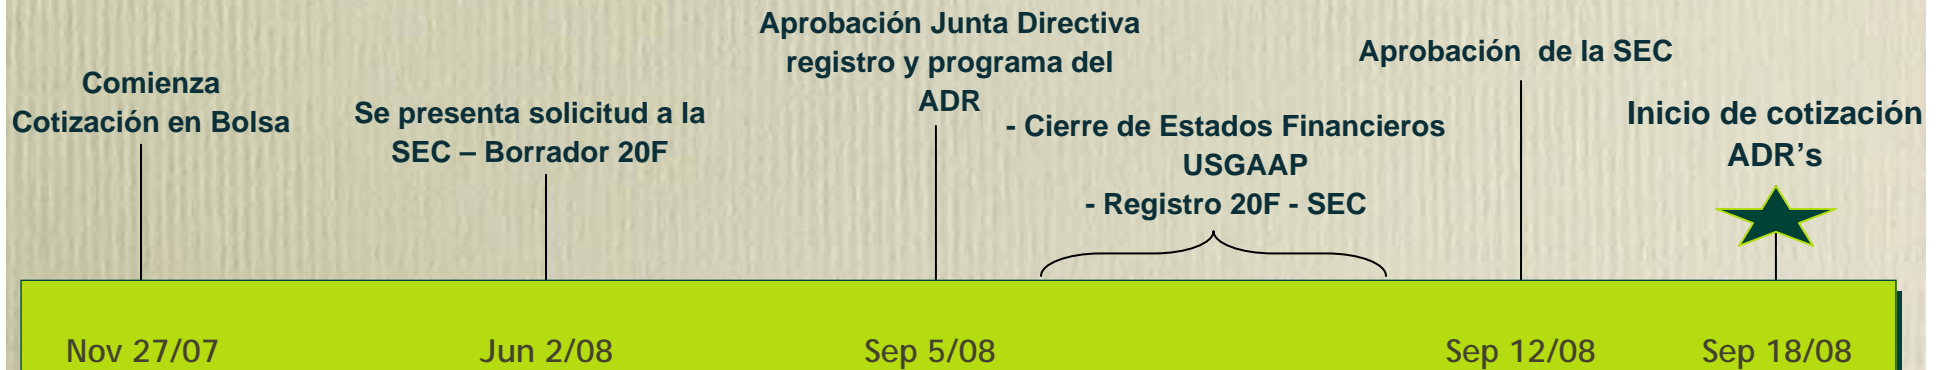 Comienza
Cotización en Bolsa
Se presenta solicitud a la
SEC – Borrador 20F
Aprobación Junta Directiva
registro y programa del
ADR
- Cierre de Estados Financieros
USGAAP
- Registro 20F - SEC
Aprobación de la SEC
Inicio de cotización
ADR’s
Nov 27/07
Jun 2/08
Sep 5/08
Sep 12/08
Sep 18/08